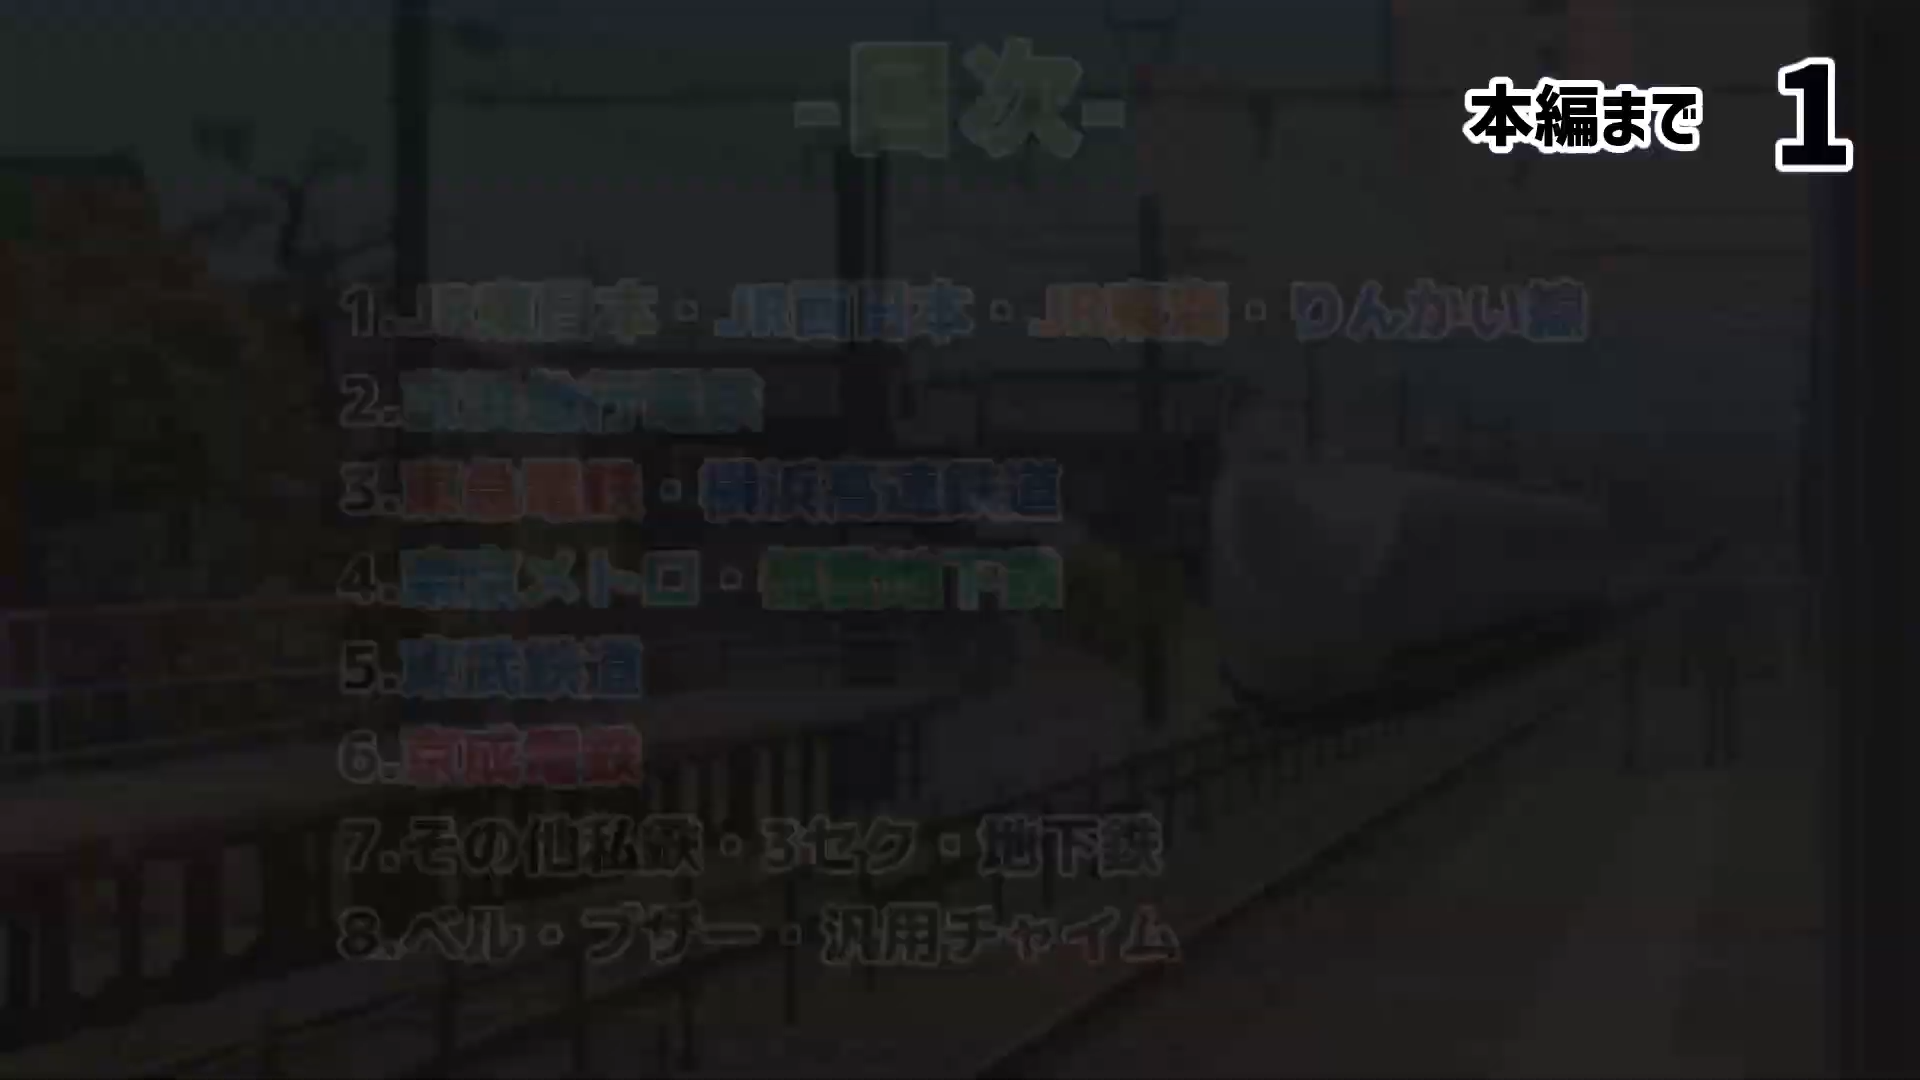 -目次-
本編まで 1
1.JR東日本・JR西日本・JR東海・りんかい線
2.京浜急行電鉄
3.東急電鉄・横浜高速鉄道
4.東京メトロ・都営地下鉄
5.東武鉄道
6.京成電鉄
7.その他私鉄・3セク・地下鉄
8.ベル・ブザー・汎用チャイム